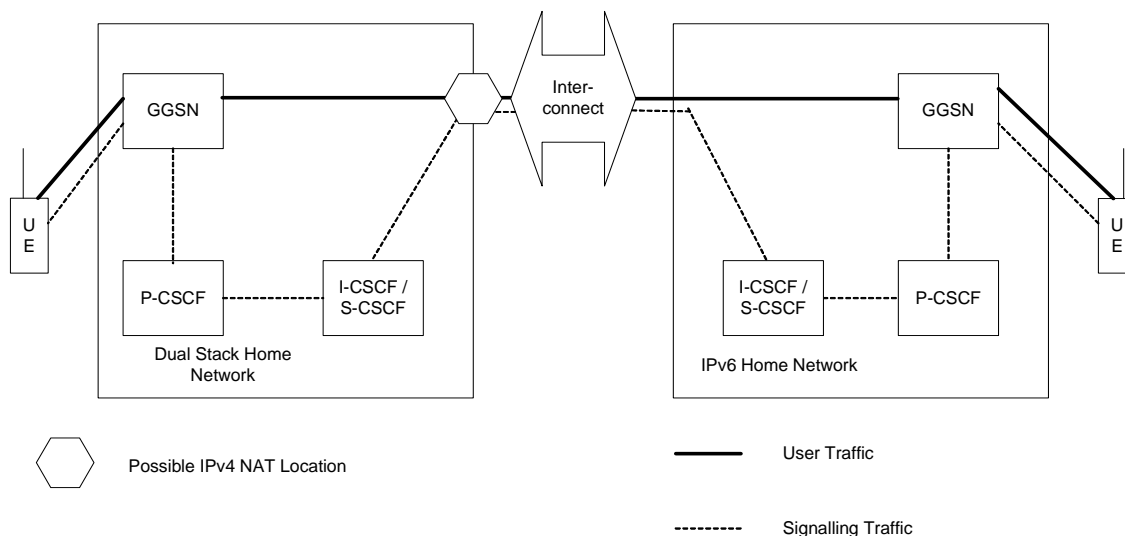 Inter-
connect
GGSN
GGSN
U
E
U
E
P-CSCF
I-CSCF /
S-CSCF
I-CSCF /
S-CSCF
P-CSCF
Dual Stack Home
Network
IPv6 Home Network
Possible IPv4 NAT Location
User Traffic
Signalling Traffic